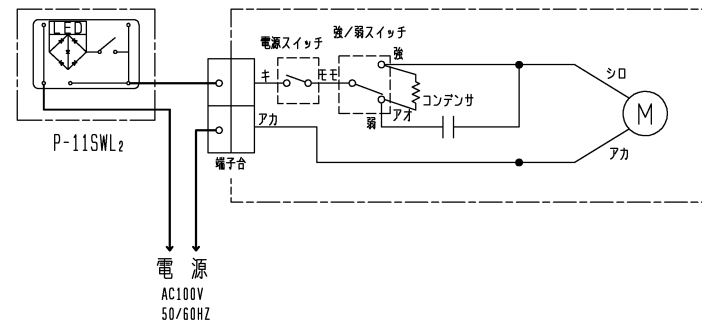 LED
P-11SWL2
電源スイッチ
強/弱スイッチ
強
キ
モモ
コンデンサ
アオ
弱
アカ
端子台
シロ
M
アカ
電 源
AC100V
50/60HZ